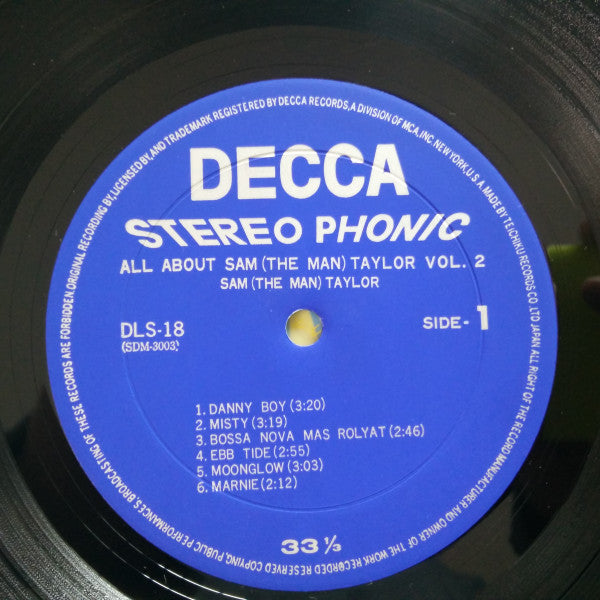 DECCA
STEREO PHONIC
ALL ABOUT SAM (THE MAN) TAYLOR VOL. 2
SAM (THE MAN) TAYLOR
DLS-18
(SDM-3003)
SIDE-1
1. DANNY BOY (3:20)
2. MISTY (3:19)
3. BOSSA NOVA MAS ROLYAT (2:46)
4. EBB TIDE (2:55)
5. MOONGLOW (3:03)
6. MARNIE (2:12)
33 1/3
ORIGINAL RECORDING BY, LICENSED BY, AND TRADEMARK REGISTERED BY DECCA RECORDS, A DIVISION OF MCA, INC. NEW YORK, U.S.A. MADE BY TEICHIKU RECORDS CO., LTD JAPAN ALL RIGHT OF THE RECORD MANUFACTURER AND OWNER OF THE WORK RECORDED RESERVED COPYING, PUBLIC PERFORMANCES BROADCASTING OF THESE RECORDS ARE FORBIDDEN.